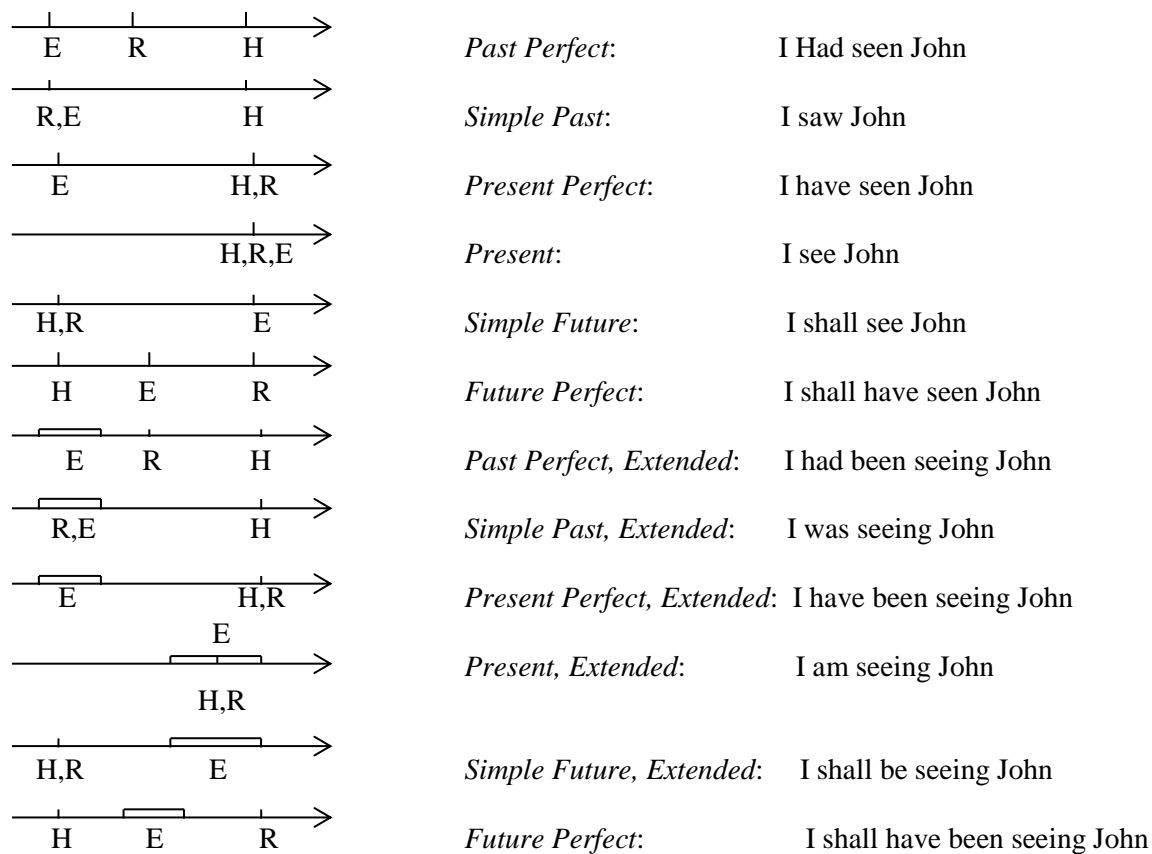 E R H Past Perfect: I Had seen John
R,E H Simple Past: I saw John
E H,R Present Perfect: I have seen John
H,R,E Present: I see John
H,R E Simple Future: I shall see John
H E R Future Perfect: I shall have seen John
E R H Past Perfect, Extended: I had been seeing John
R,E H Simple Past, Extended: I was seeing John
E H,R Present Perfect, Extended: I have been seeing John
E
Present, Extended: I am seeing John
H,R
H,R E Simple Future, Extended: I shall be seeing John
H E R Future Perfect: I shall have been seeing John